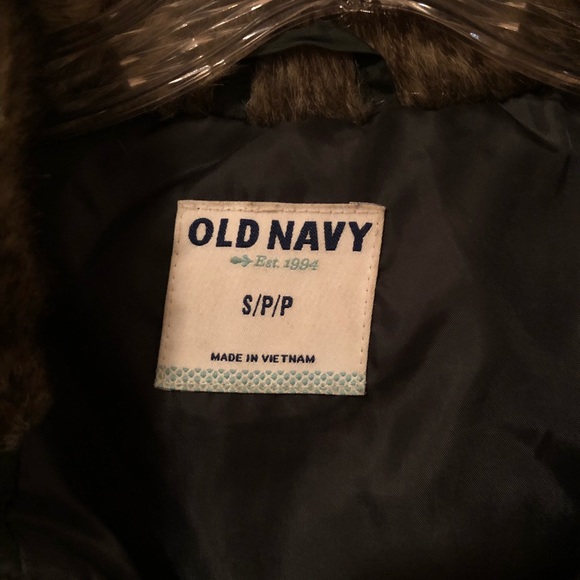 OLD NAVY
Est. 1994
S/P/P
MADE IN VIETNAM